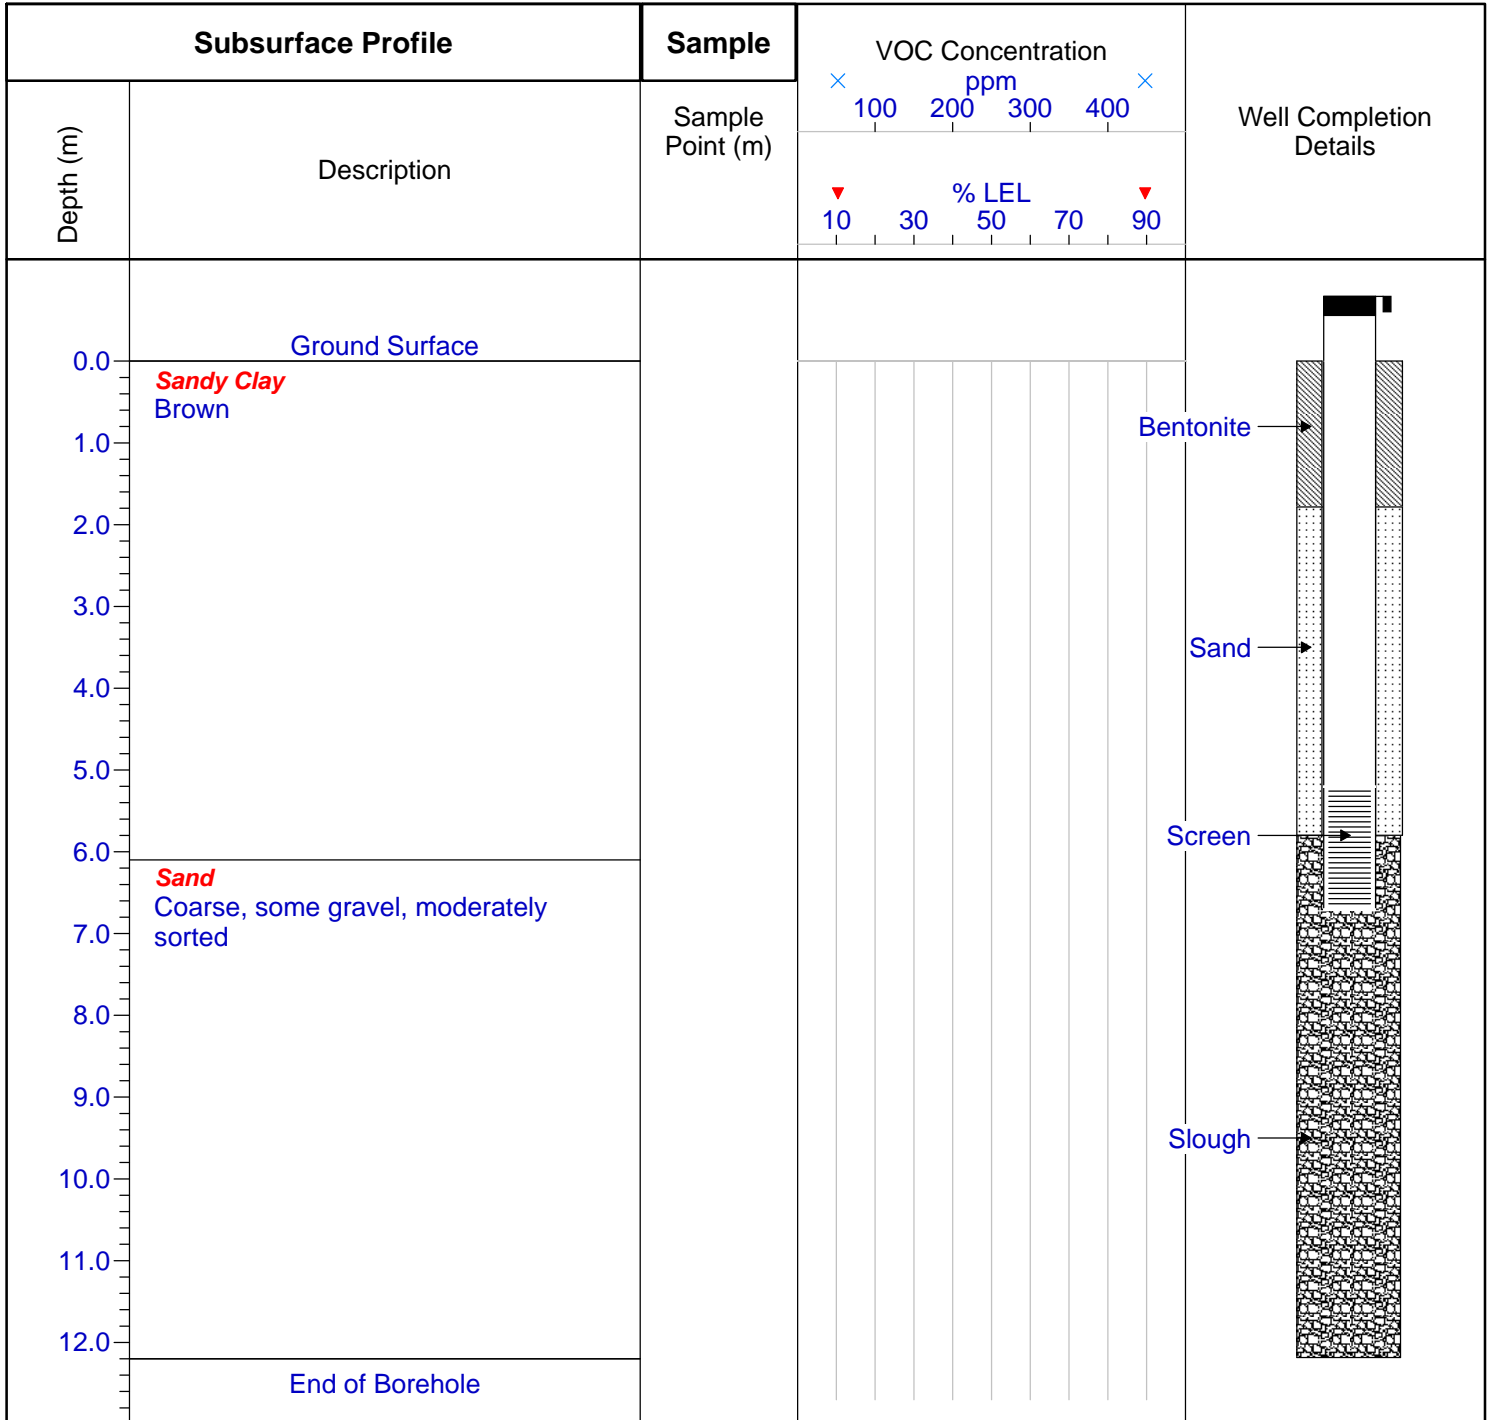 Subsurface Profile
Sample
VOC Concentration
ppm
100 200 300 400
Depth (m)
Description
Sample
Point (m)
% LEL
10 30 50 70 90
Well Completion
Details
Ground Surface
0.0
Sandy Clay
Brown
1.0
Bentonite
2.0
3.0
Sand
4.0
5.0
Screen
6.0
Sand
Coarse, some gravel, moderately
sorted
7.0
8.0
9.0
Slough
10.0
11.0
12.0
End of Borehole